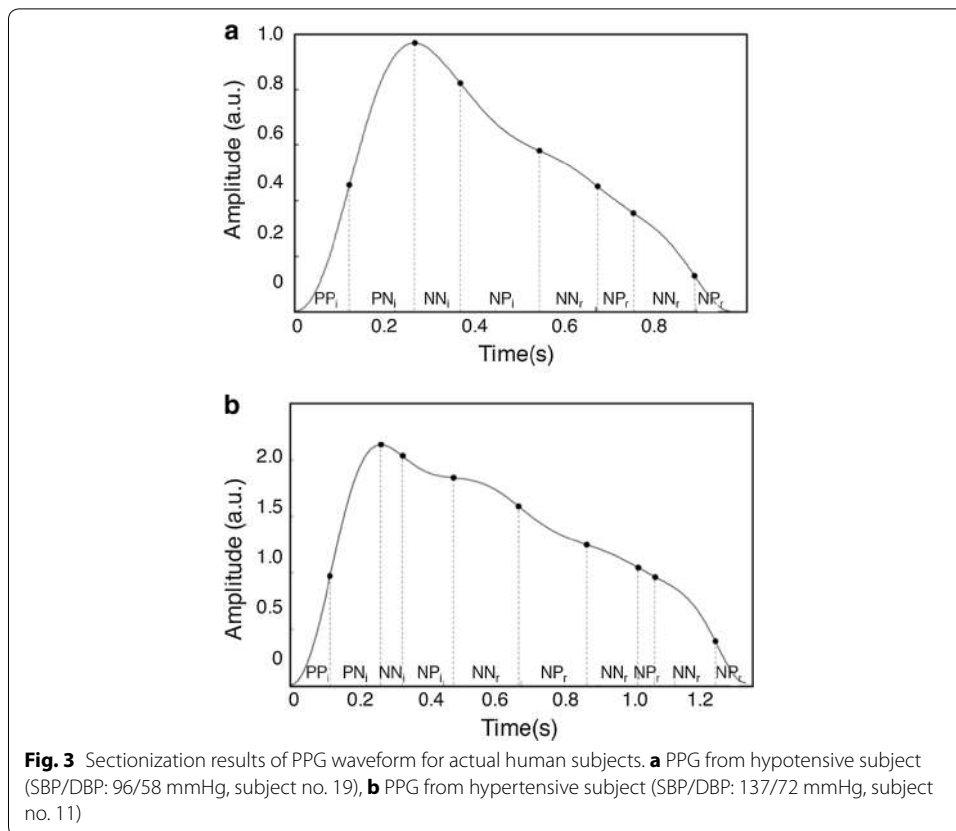 a
1.0
0.8
0.6
0.4
0.2
0
Amplitude (a.u.)
PPi PNi NNi NPi NNr NPr NNr NPr
0 0.2 0.4 0.6 0.8
Time(s)
b
2.0
1.5
1.0
0.5
0
Amplitude (a.u.)
PPi PNi NNi NPi NNr NPr NNr NPr NNr NPr
0 0.2 0.4 0.6 0.8 1.0 1.2
Time(s)
Fig. 3 Sectionization results of PPG waveform for actual human subjects. a PPG from hypotensive subject
(SBP/DBP: 96/58 mmHg, subject no. 19), b PPG from hypertensive subject (SBP/DBP: 137/72 mmHg, subject
no. 11)